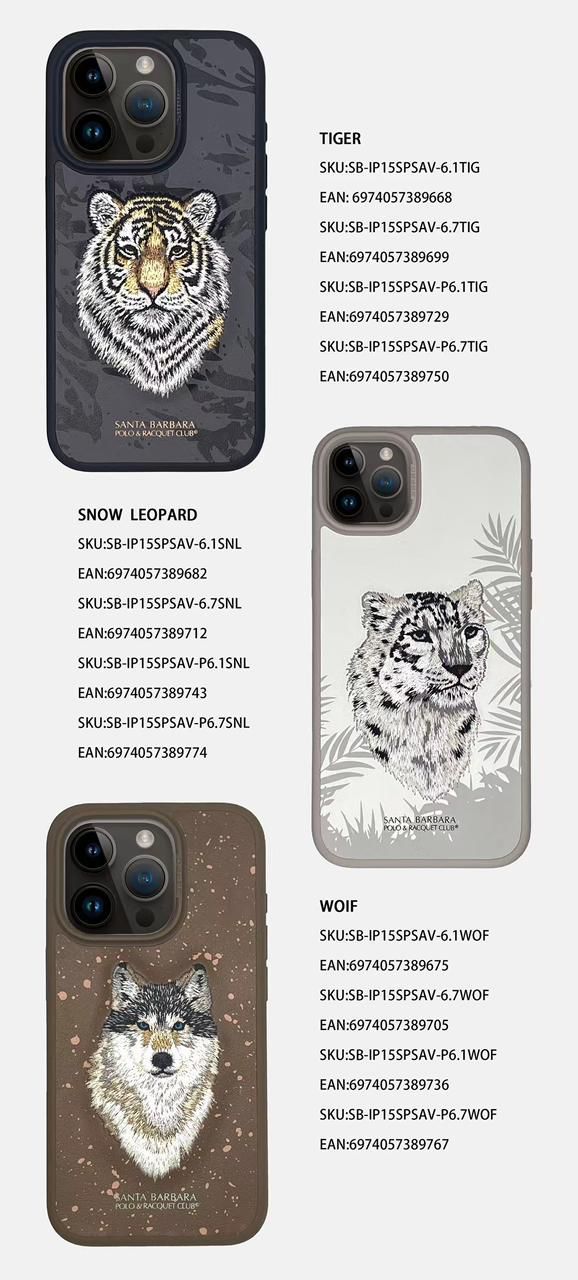 TIGER
SKU:SB-IP15SPSAV-6.1TIG
EAN: 6974057389668
SKU:SB-IP15SPSAV-6.7TIG
EAN:6974057389699
SKU:SB-IP15SPSAV-P6.1TIG
EAN:6974057389729
SKU:SB-IP15SPSAV-P6.7TIG
EAN:6974057389750
SANTA BARBARA
POLO & RACQUET CLUB®
SNOW LEOPARD
SKU:SB-IP15SPSAV-6.1SNL
EAN:6974057389682
SKU:SB-IP15SPSAV-6.7SNL
EAN:6974057389712
SKU:SB-IP15SPSAV-P6.1SNL
EAN:6974057389743
SKU:SB-IP15SPSAV-P6.7SNL
EAN:6974057389774
SANTA BARBARA
POLO & RACQUET CLUB®
WOIF
SKU:SB-IP15SPSAV-6.1WOF
EAN:6974057389675
SKU:SB-IP15SPSAV-6.7WOF
EAN:6974057389705
SKU:SB-IP15SPSAV-P6.1WOF
EAN:6974057389736
SKU:SB-IP15SPSAV-P6.7WOF
EAN:6974057389767
SANTA BARBARA
POLO & RACQUET CLUB®